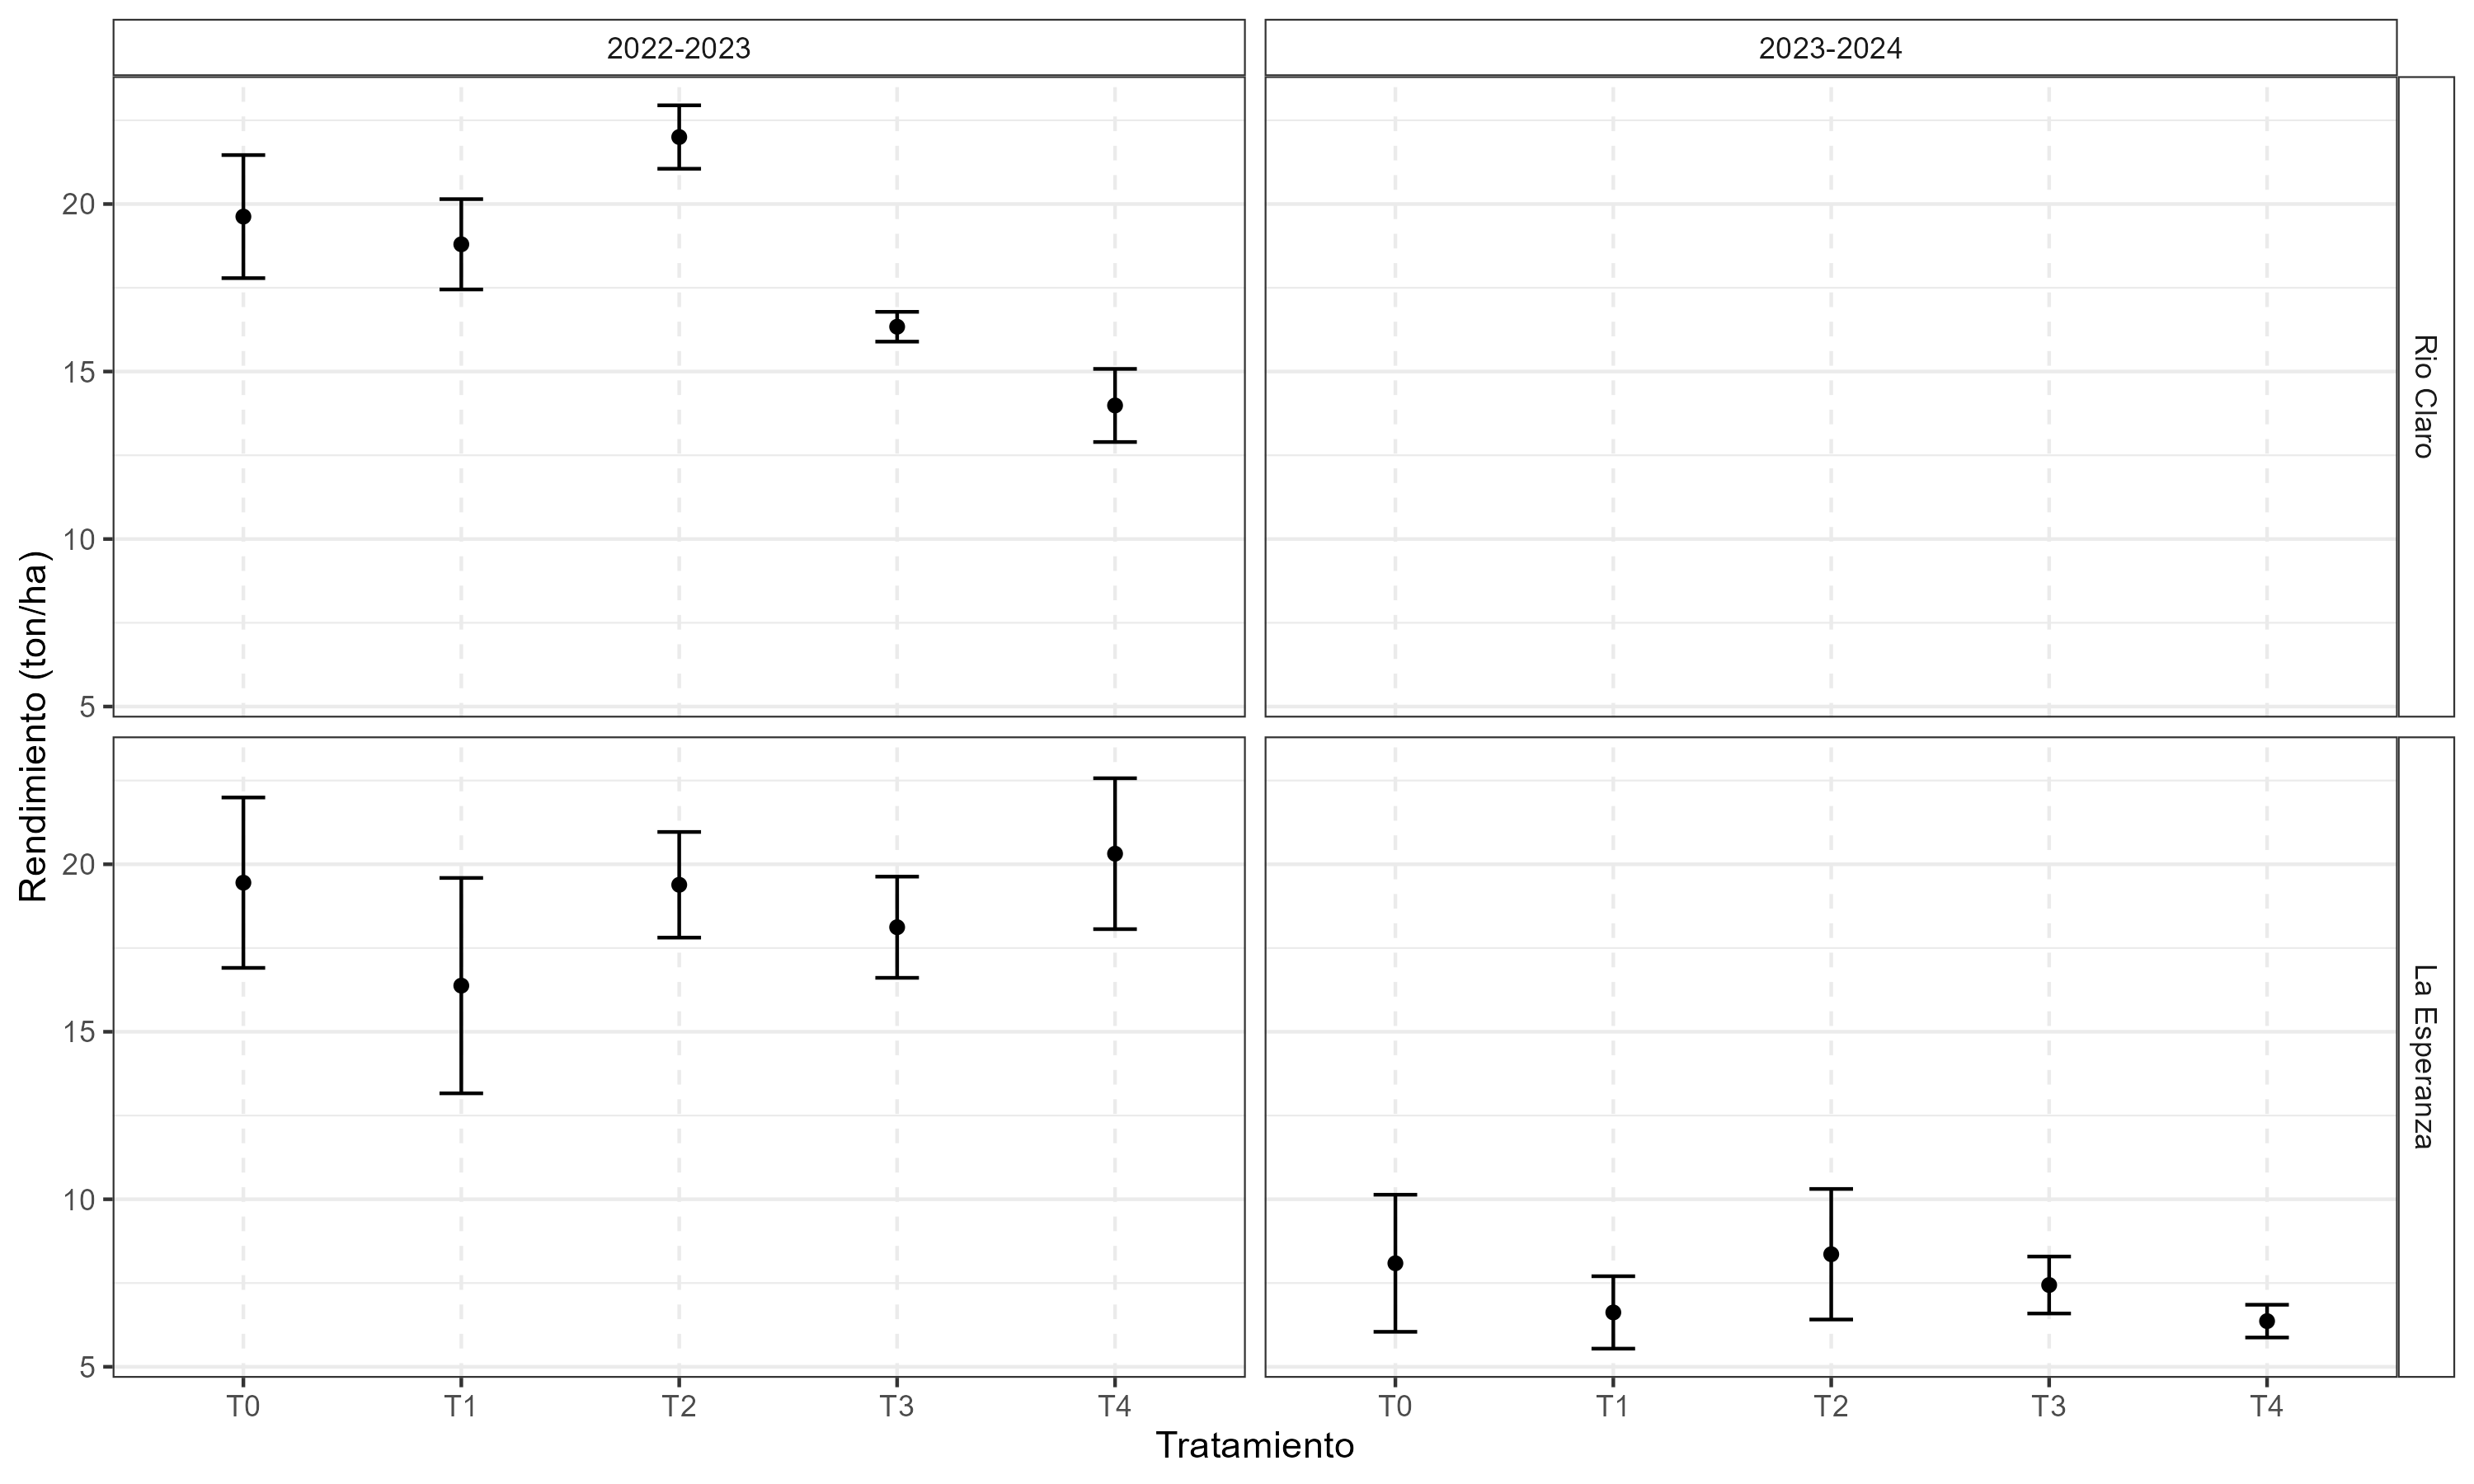 2022-2023
2023-2024
Rio Claro
La Esperanza
Rendimiento (ton/ha)
20
15
10
5
20
15
10
5
T0 T1 T2 T3 T4 T0 T1 T2 T3 T4
Tratamiento